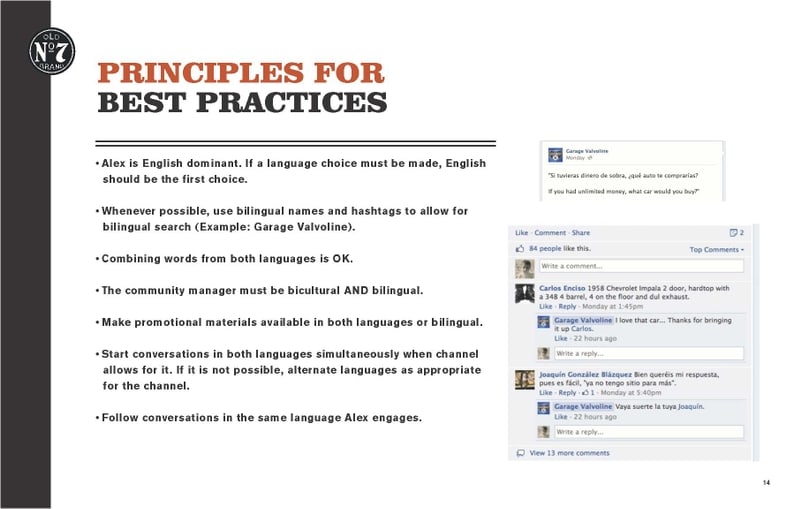 OLD
Nº7
BRAND
PRINCIPLES FOR
BEST PRACTICES
• Alex is English dominant. If a language choice must be made, English
should be the first choice.
• Whenever possible, use bilingual names and hashtags to allow for
bilingual search (Example: Garage Valvoline).
• Combining words from both languages is OK.
• The community manager must be bicultural AND bilingual.
• Make promotional materials available in both languages or bilingual.
• Start conversations in both languages simultaneously when channel
allows for it. If it is not possible, alternate languages as appropriate
for the channel.
• Follow conversations in the same language Alex engages.
Garage Valvoline
Monday
"Si tuvieras dinero de sobra, ¿qué auto te comprarías?
If you had unlimited money, what car would you buy?"
Like · Comment · Share 2
84 people like this. Top Comments
Write a comment...
Carlos Enciso 1958 Chevrolet Impala 2 door, hardtop with
a 348 4 barrel, 4 on the floor and dul exhaust.
Like · Reply · Monday at 1:45pm
Garage Valvoline I love that car... Thanks for bringing
it up Carlos.
Like · 22 hours ago
Write a reply...
Joaquín González Blázquez Bien queréis mi respuesta,
pues es fácil, "ya no tengo sitio para más".
Like · Reply · 1 · Monday at 5:40pm
Garage Valvoline Vaya suerte la tuya Joaquín.
Like · 22 hours ago
Write a reply...
View 13 more comments
14